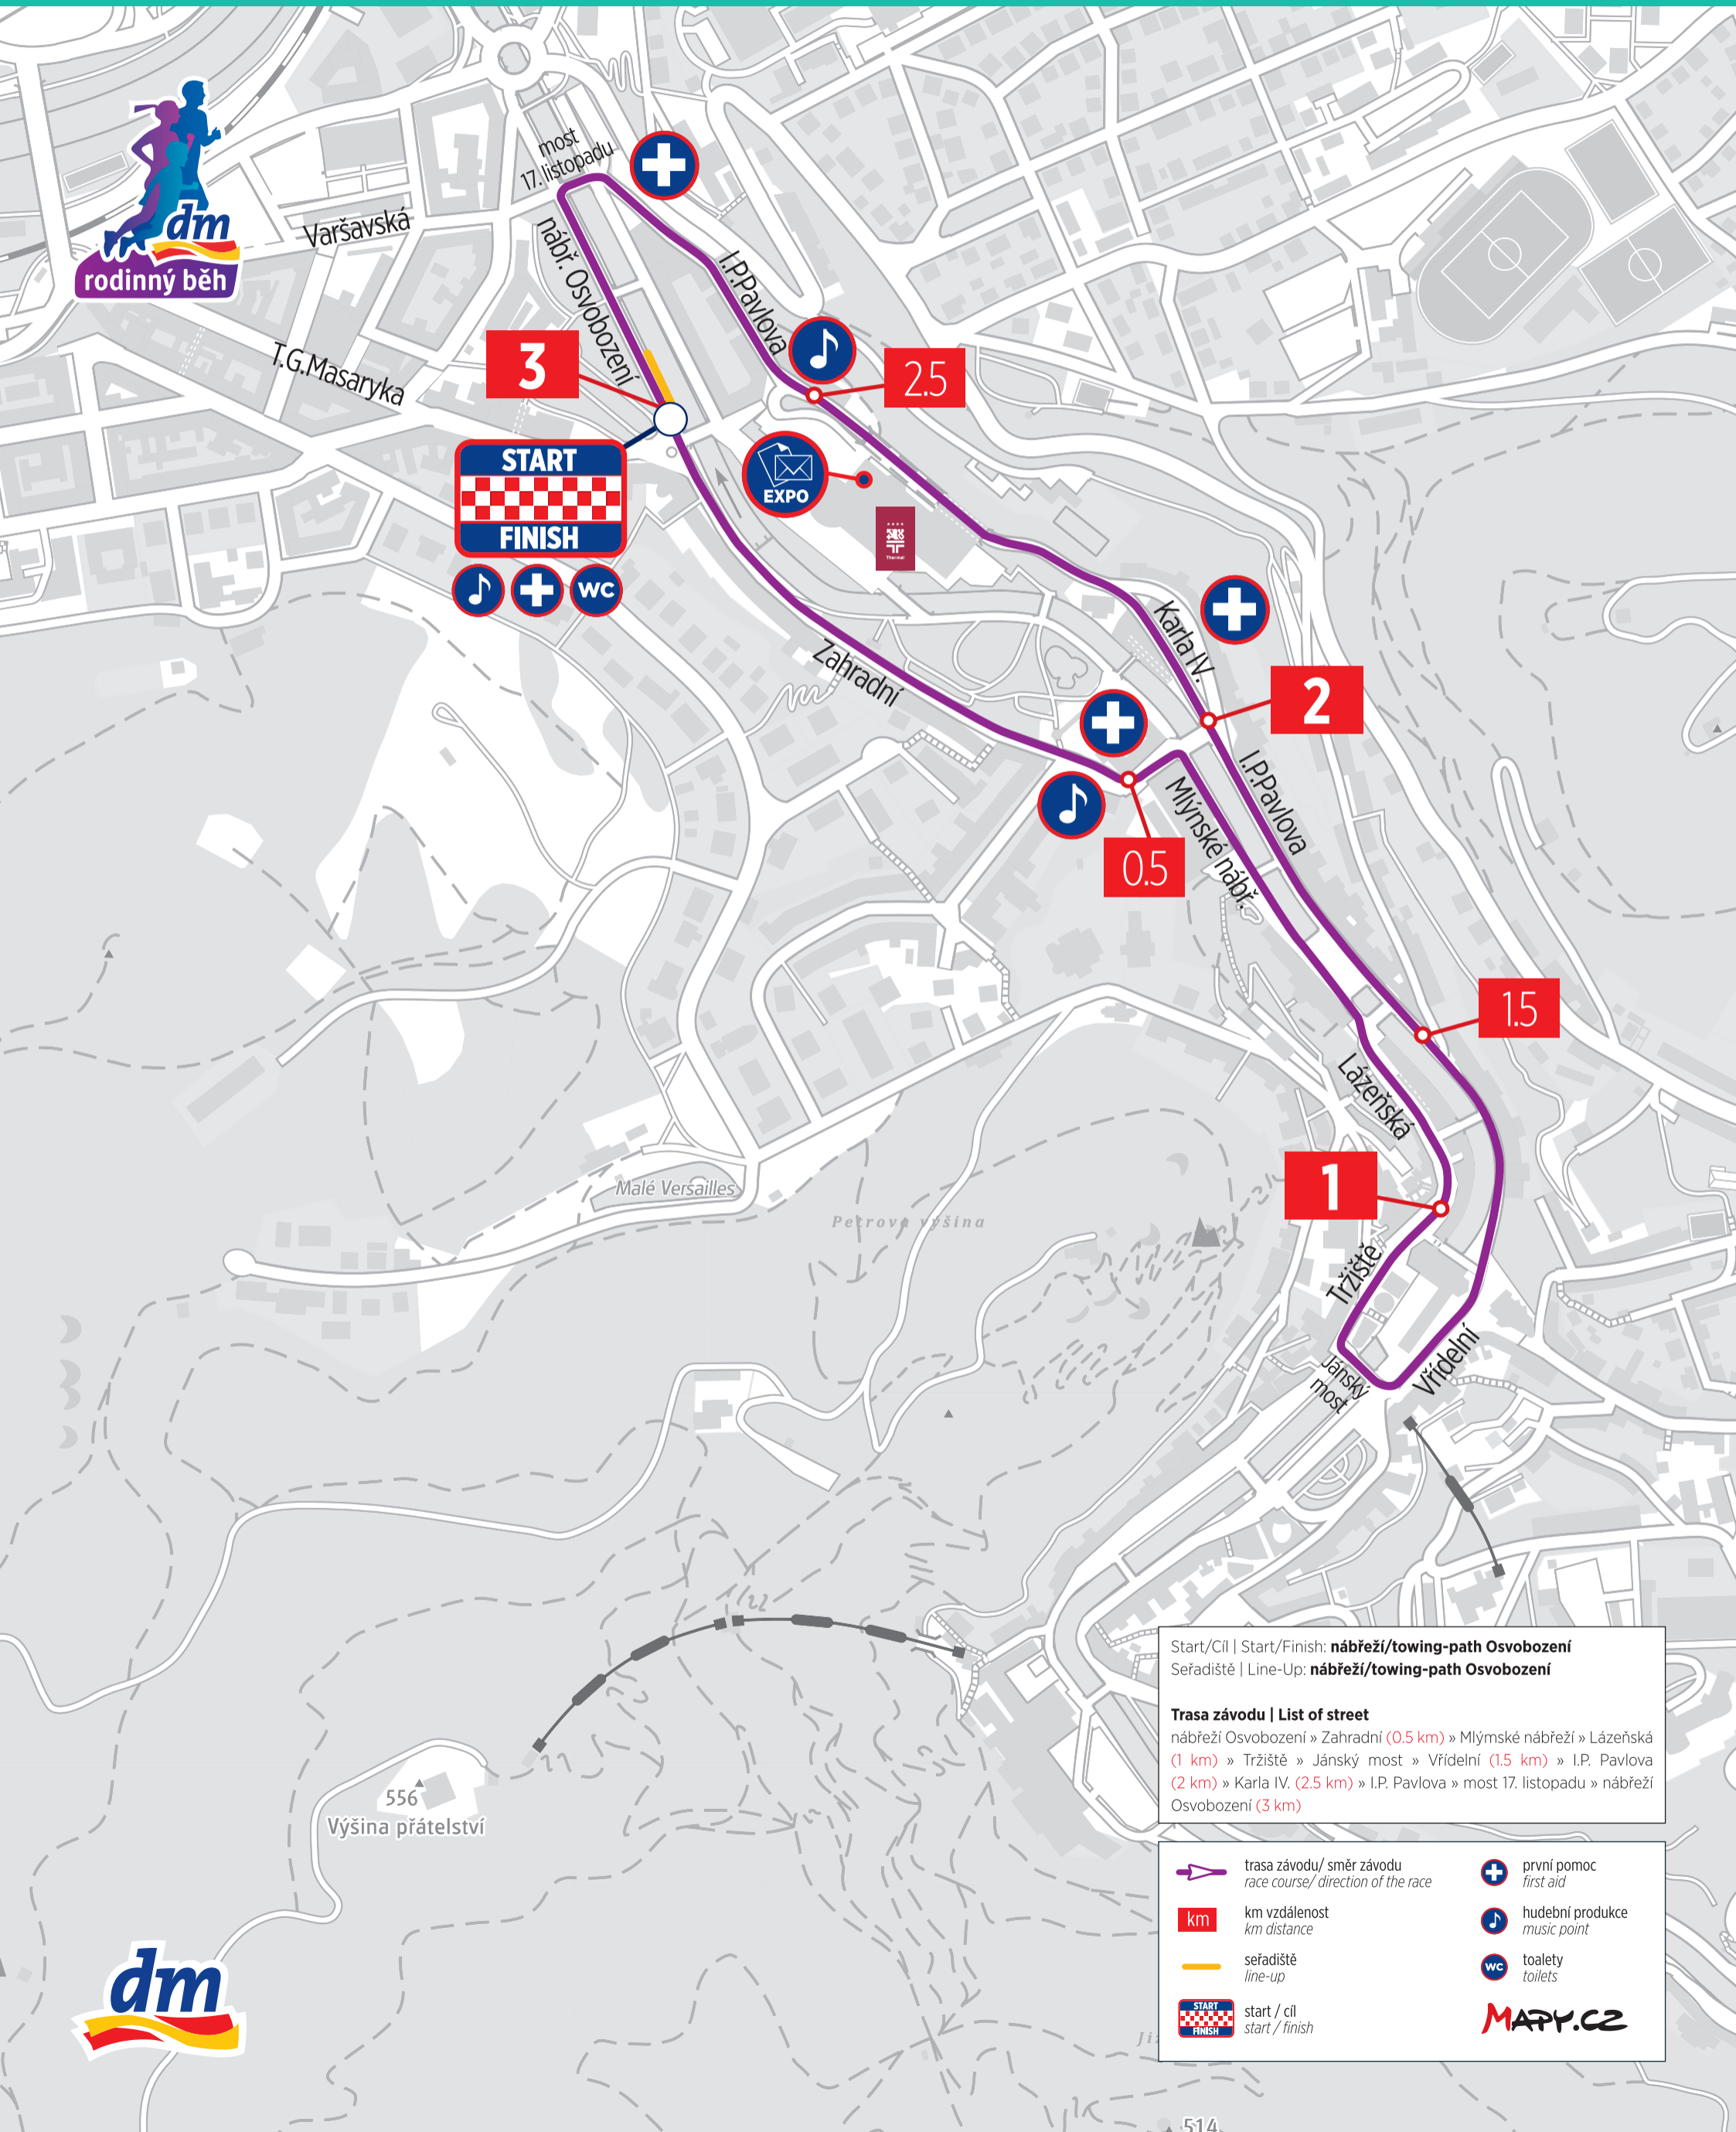 most
17. listopadu
Varšavská
dm
rodinný běh
nábř. Osvobození
I.P.Pavlova
T.G.Masaryka
3
2.5
START
FINISH
EXPO
Thermal
WC
Zahradní
Karla IV.
2
I.P.Pavlova
Mlýnské nábř.
0.5
1.5
Lázeňská
1
Malé Versailles
Petrova výšina
Tržiště
Jánský
most
Vřídelní
556
Výšina přátelství
Start/Cíl | Start/Finish: nábřeží/towing-path Osvobození
Seřadiště | Line-Up: nábřeží/towing-path Osvobození
Trasa závodu | List of street
nábřeží Osvobození » Zahradní (0.5 km) » Mlýmské nábřeží » Lázeňská
(1 km) » Tržiště » Jánský most » Vřídelní (1.5 km) » I.P. Pavlova
(2 km) » Karla IV. (2.5 km) » I.P. Pavlova » most 17. listopadu » nábřeží
Osvobození (3 km)
trasa závodu/ směr závodu
race course/ direction of the race
km
km vzdálenost
km distance
seřadiště
line-up
START
FINISH
start / cíl
start / finish
první pomoc
first aid
hudební produkce
music point
WC
toalety
toilets
MAPY.CZ
dm
514